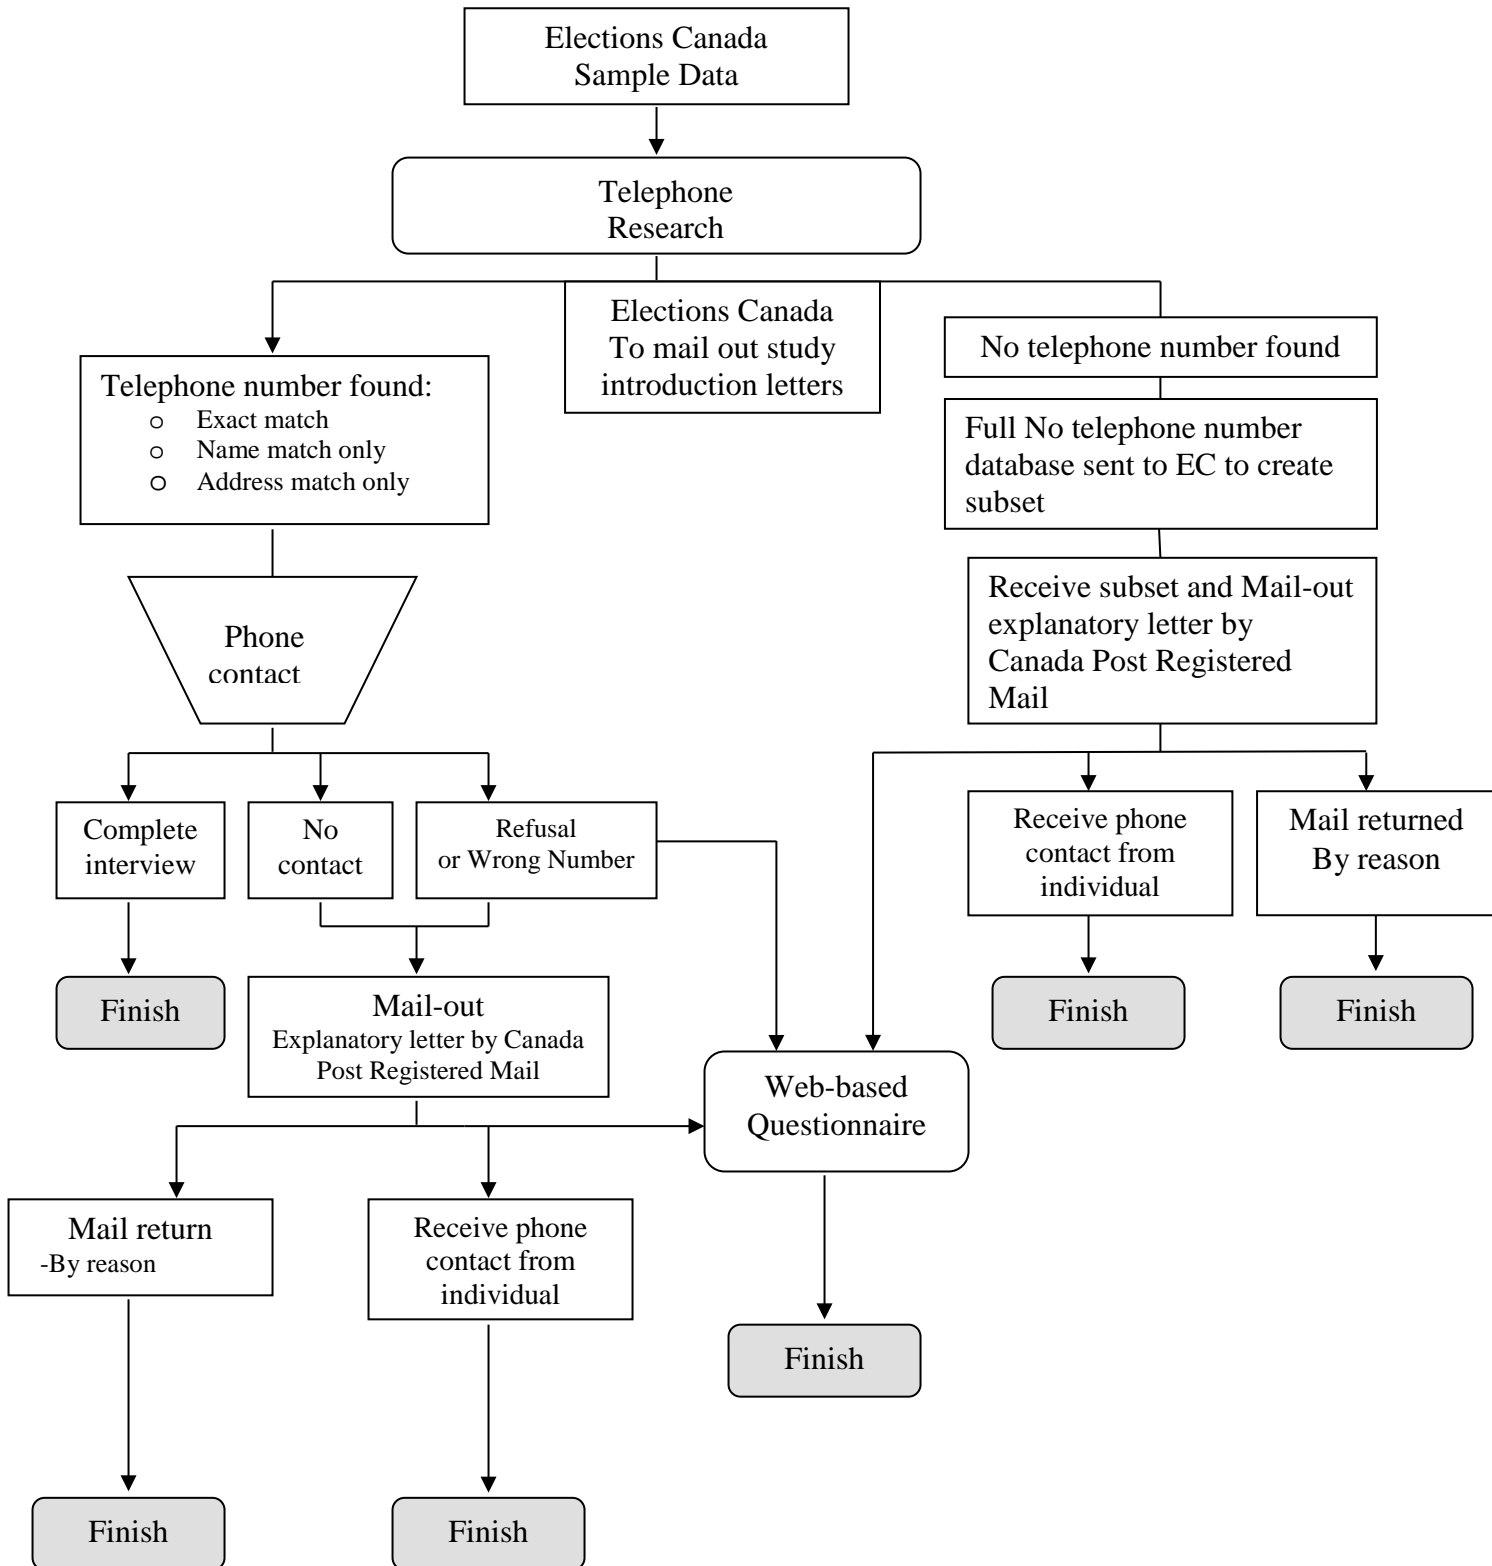 Elections Canada
Sample Data
Telephone
Research
Elections Canada
To mail out study
introduction letters
No telephone number found
Telephone number found:
o Exact match
o Name match only
o Address match only
Full No telephone number
database sent to EC to create
subset
Phone
contact
Receive subset and Mail-out
explanatory letter by
Canada Post Registered
Mail
Complete
interview
No
contact
Refusal
or Wrong Number
Receive phone
contact from
individual
Mail returned
By reason
Finish
Mail-out
Explanatory letter by Canada
Post Registered Mail
Finish
Finish
Web-based
Questionnaire
Mail return
-By reason
Receive phone
contact from
individual
Finish
Finish
Finish